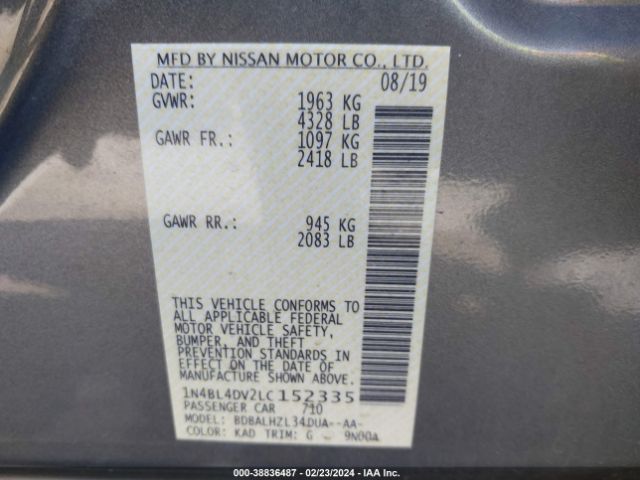 MFD BY NISSAN MOTOR CO., LTD.
DATE: 08/19
GVWR: 1963 KG
4328 LB
GAWR FR.: 1097 KG
2418 LB
GAWR RR.: 945 KG
2083 LB
THIS VEHICLE CONFORMS TO
ALL APPLICABLE FEDERAL
MOTOR VEHICLE SAFETY,
BUMPER, AND THEFT
PREVENTION STANDARDS IN
EFFECT ON THE DATE OF
MANUFACTURE SHOWN ABOVE.
1N4BL4DV2LC152335
PASSENGER CAR 710
MODEL: BDBALHZL34DUA--AA-
COLOR: KAD TRIM: G - 9N00A
000-38836487 - 02/23/2024 - IAA Inc.